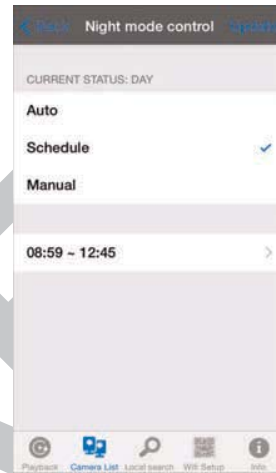 Night mode control
CURRENT STATUS: DAY
Auto
Schedule
Manual
08:59 ~ 12:45
Playback Camera List Local search Wifi Setup Info